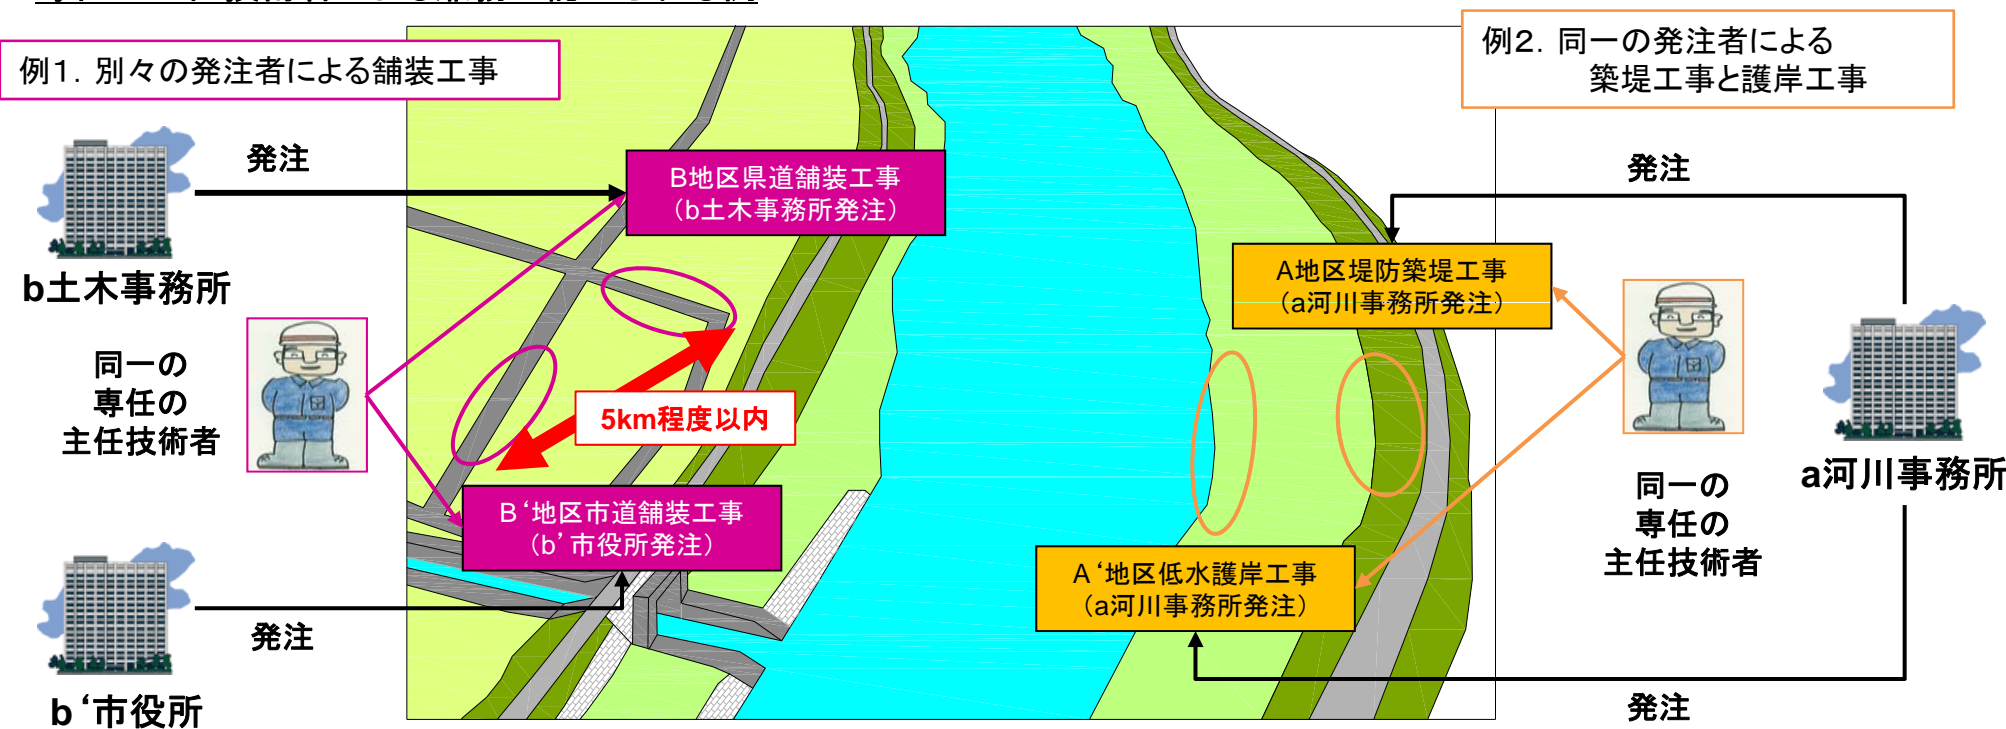 例１．別々の発注者による舗装工事
例２．同一の発注者による
築堤工事と護岸工事
発注
b土木事務所
B地区県道舗装工事
（b土木事務所発注）
同一の
専任の
主任技術者
5km程度以内
B‘地区市道舗装工事
（b’市役所発注）
発注
b‘市役所
発注
A地区堤防築堤工事
（a河川事務所発注）
a河川事務所
同一の
専任の
主任技術者
A‘地区低水護岸工事
（a河川事務所発注）
発注